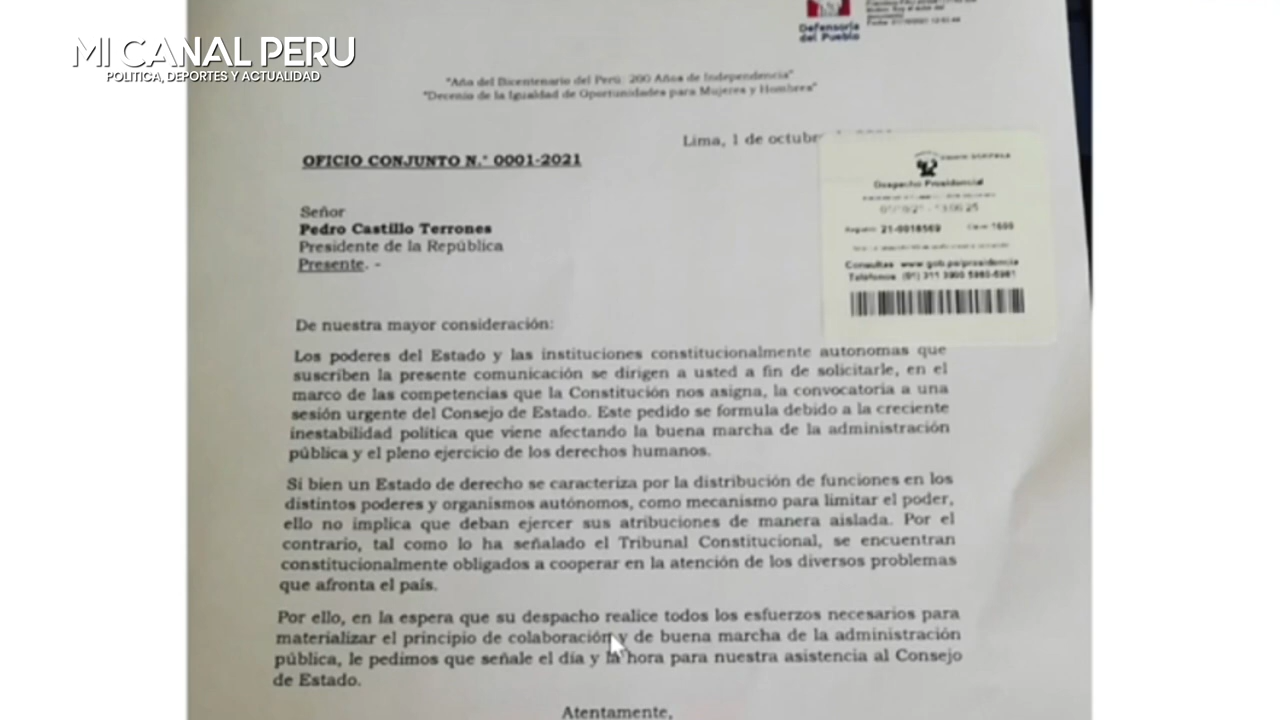 MI CANAL PERU
POLITICA, DEPORTES Y ACTUALIDAD
Defensoría
del Pueblo
"Año del Bicentenario del Perú: 200 Años de Independencia"
"Decenio de la Igualdad de Oportunidades para Mujeres y Hombres"
Lima, 1 de octubre
OFICIO CONJUNTO N.° 0001-2021
Despacho Presidencial
Señor
Pedro Castillo Terrones
Presidente de la República
Presente. -
21-0018569
Consultas www.gob.pe/presidencia
Teléfonos (01) 311 3900
De nuestra mayor consideración:
Los poderes del Estado y las instituciones constitucionalmente autónomas que
suscriben la presente comunicación se dirigen a usted a fin de solicitarle, en el
marco de las competencias que la Constitución nos asigna, la convocatoria a una
sesión urgente del Consejo de Estado. Este pedido se formula debido a la creciente
inestabilidad política que viene afectando la buena marcha de la administración
pública y el pleno ejercicio de los derechos humanos.
Si bien un Estado de derecho se caracteriza por la distribución de funciones en los
distintos poderes y organismos autónomos, como mecanismo para limitar el poder,
ello no implica que deban ejercer sus atribuciones de manera aislada. Por el
contrario, tal como lo ha señalado el Tribunal Constitucional, se encuentran
constitucionalmente obligados a cooperar en la atención de los diversos problemas
que afronta el país.
Por ello, en la espera que su despacho realice todos los esfuerzos necesarios para
materializar el principio de colaboración y de buena marcha de la administración
pública, le pedimos que señale el día y la hora para nuestra asistencia al Consejo
de Estado.
Atentamente,